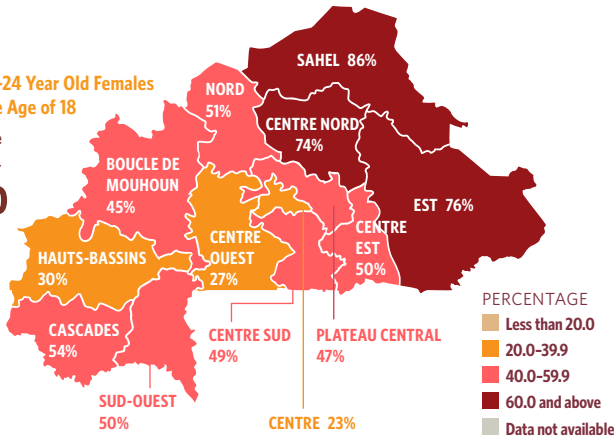 -24 Year Old Females
Age of 18
SAHEL 86%
NORD
51%
CENTRE NORD
74%
BOUCLE DE
MOUHOUN
45%
EST 76%
CENTRE
EST
50%
CENTRE
OUEST
27%
HAUTS-BASSINS
30%
CASCADES
54%
CENTRE SUD
49%
PLATEAU CENTRAL
47%
SUD-OUEST
50%
CENTRE 23%
PERCENTAGE
Less than 20.0
20.0–39.9
40.0–59.9
60.0 and above
Data not available